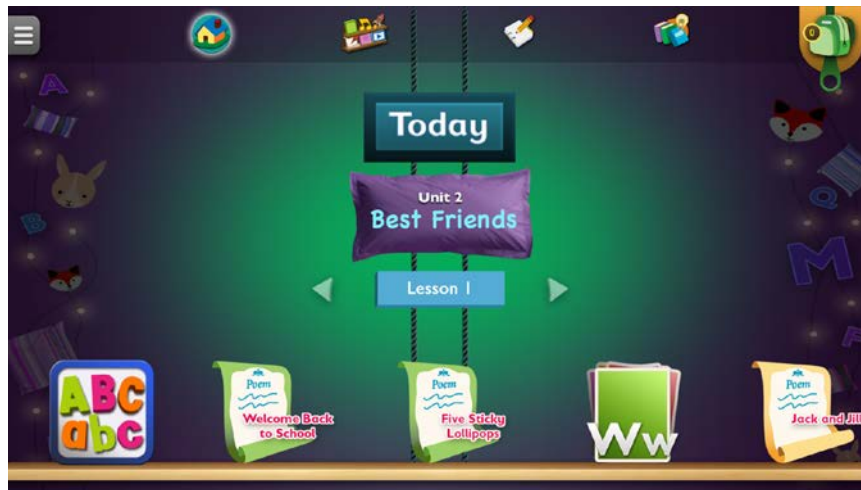 Today
Unit 2
Best Friends
Lesson 1
A
B
Q
M
ABC
abc
Poem
Welcome Back
to School
Poem
Five Sticky
Lollipops
Ww
Poem
Jack and Jill